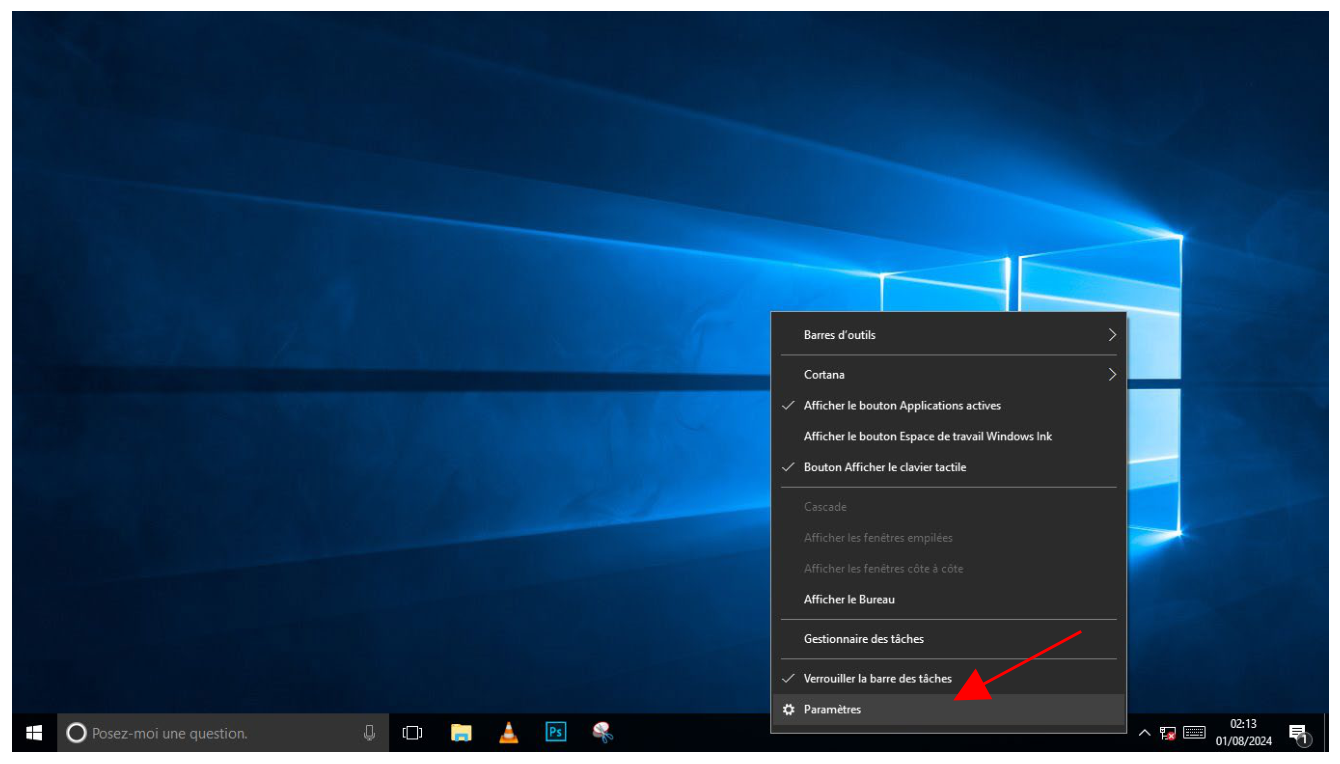 Barres d'outils
Cortana
Afficher le bouton Applications actives
Afficher le bouton Espace de travail Windows Ink
Bouton Afficher le clavier tactile
Cascade
Afficher les fenêtres empilées
Afficher les fenêtres côte à côte
Afficher le Bureau
Gestionnaire des tâches
Verrouiller la barre des tâches
Paramètres
Posez-moi une question.
Ps
02:13
01/08/2024
1